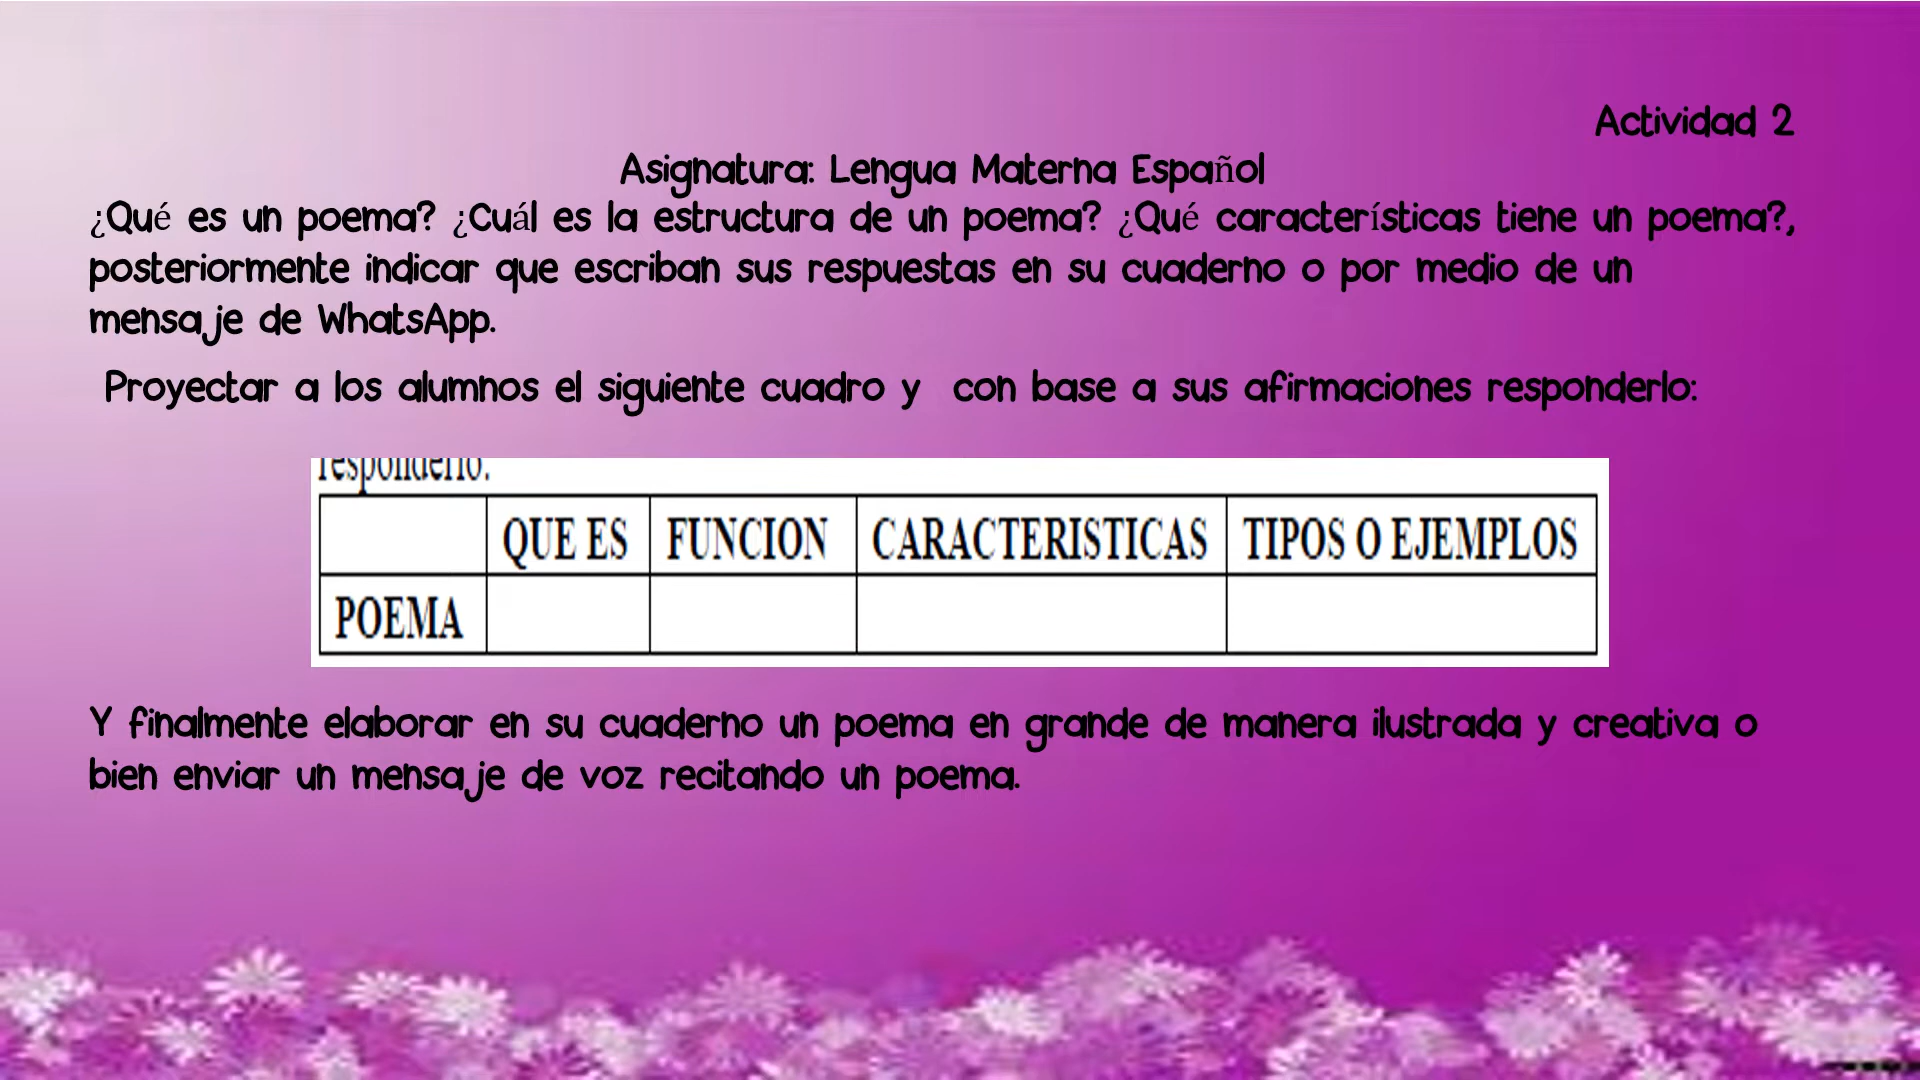 Actividad 2
Asignatura: Lengua Materna Español
¿Qué es un poema? ¿Cuál es la estructura de un poema? ¿Qué características tiene un poema?,
posteriormente indicar que escriban sus respuestas en su cuaderno o por medio de un
mensaje de WhatsApp.
Proyectar a los alumnos el siguiente cuadro y con base a sus afirmaciones responderlo:
responderlo:
QUE ES FUNCION CARACTERISTICAS TIPOS O EJEMPLOS
POEMA
Y finalmente elaborar en su cuaderno un poema en grande de manera ilustrada y creativa o
bien enviar un mensaje de voz recitando un poema.